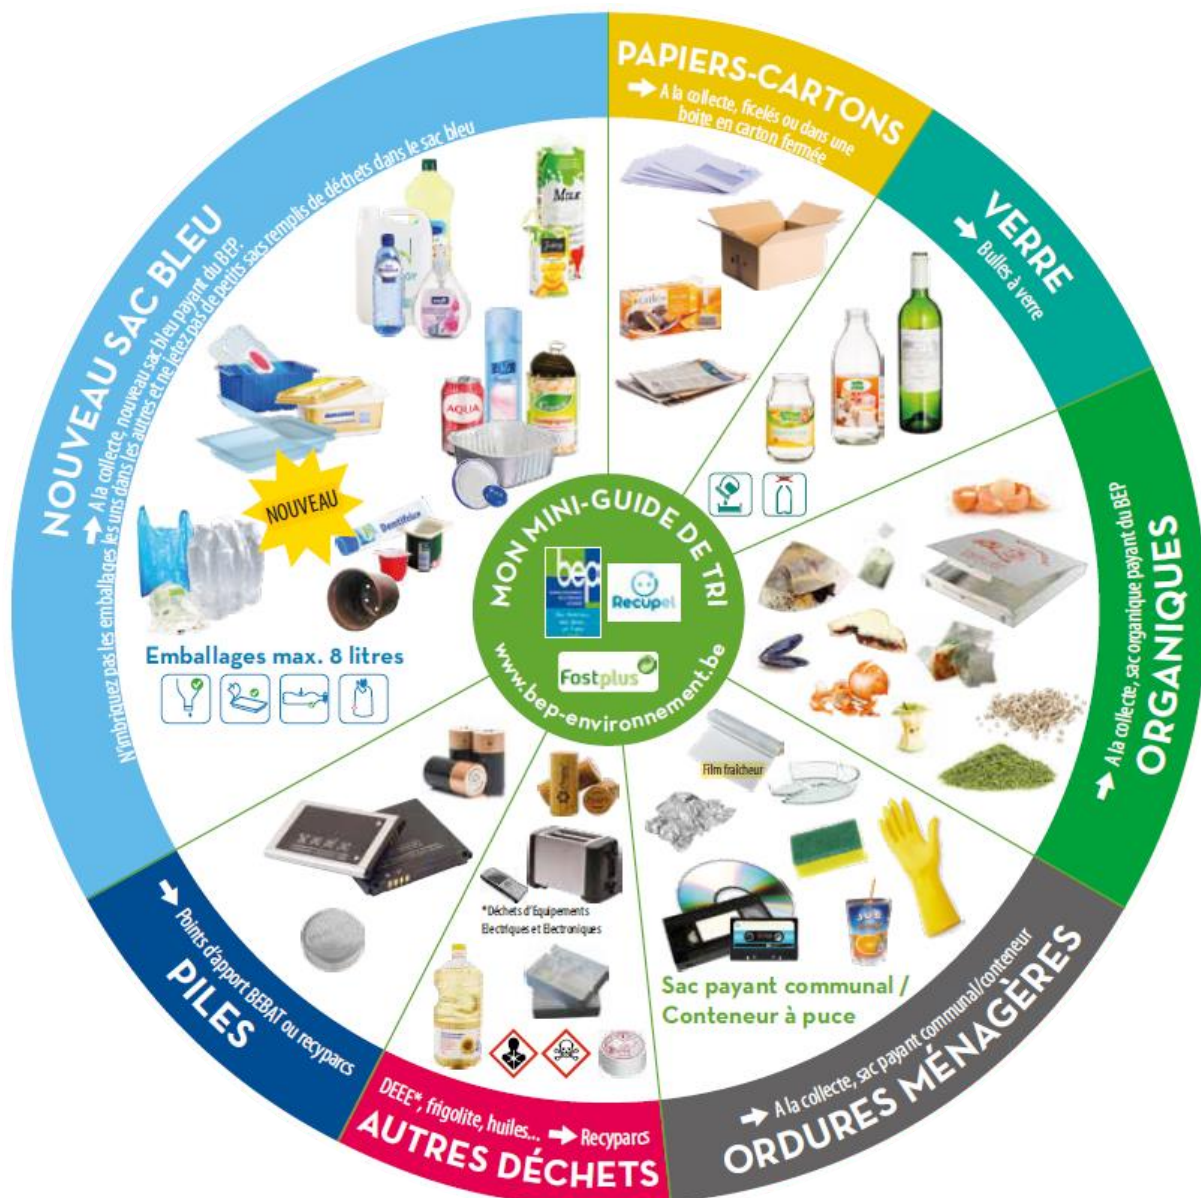 NOUVEAU SAC BLEU
A la collecte, nouveau sac bleu payant du BEP.
N'imbriquez pas les emballages les uns dans les autres et ne jetez pas de petits sacs remplis de déchets dans le sac bleu
NOUVEAU
Dentifrice
AQUA
Emballages max. 8 litres
PAPIERS-CARTONS
A la collecte, ficelés ou dans une
boite en carton fermée
VERRE
Bulles à verre
ORGANIQUES
A la collecte, sac organique payant du BEP
ORDURES MÉNAGÈRES
A la collecte, sac payant communal/conteneur
Film fraîcheur
Sac payant communal /
Conteneur à puce
AUTRES DÉCHETS
DEEE*, frigolite, huiles... Recyparcs
*Déchets d'Equipements
Electriques et Electroniques
PILES
Points d'apport BEBAT ou recyparcs
MON MINI-GUIDE DE TRI
bep
Recupel
Fostplus
www.bep-environnement.be